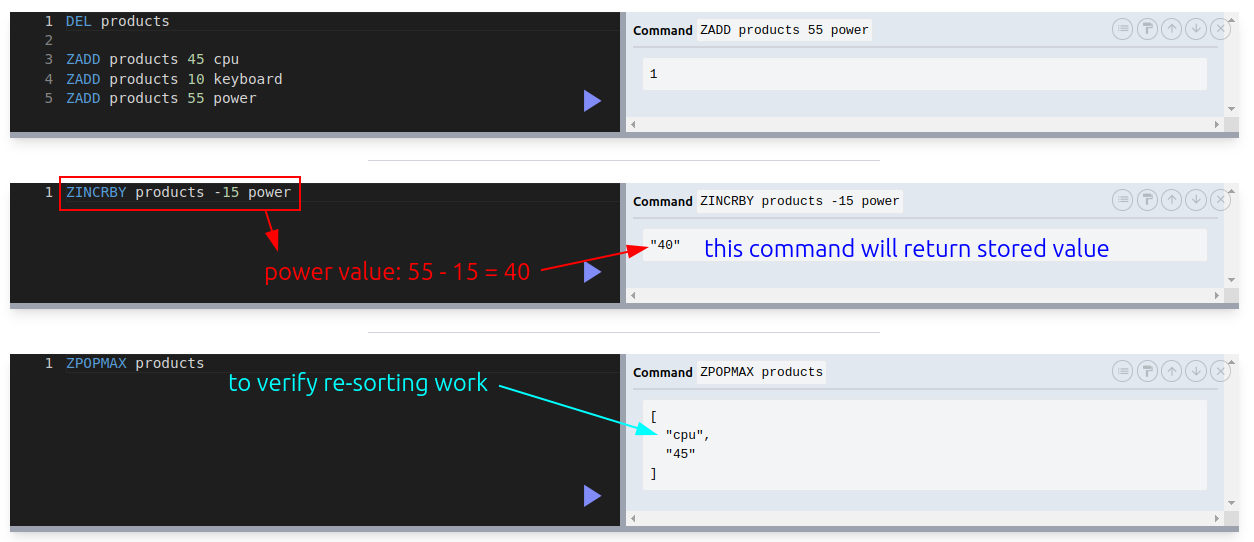 1 DEL products
2
3 ZADD products 45 cpu
4 ZADD products 10 keyboard
5 ZADD products 55 power
Command ZADD products 55 power
1
1 ZINCRBY products -15 power
power value: 55 - 15 = 40
Command ZINCRBY products -15 power
"40" this command will return stored value
1 ZPOPMAX products
to verify re-sorting work
Command ZPOPMAX products
[
"cpu",
"45"
]